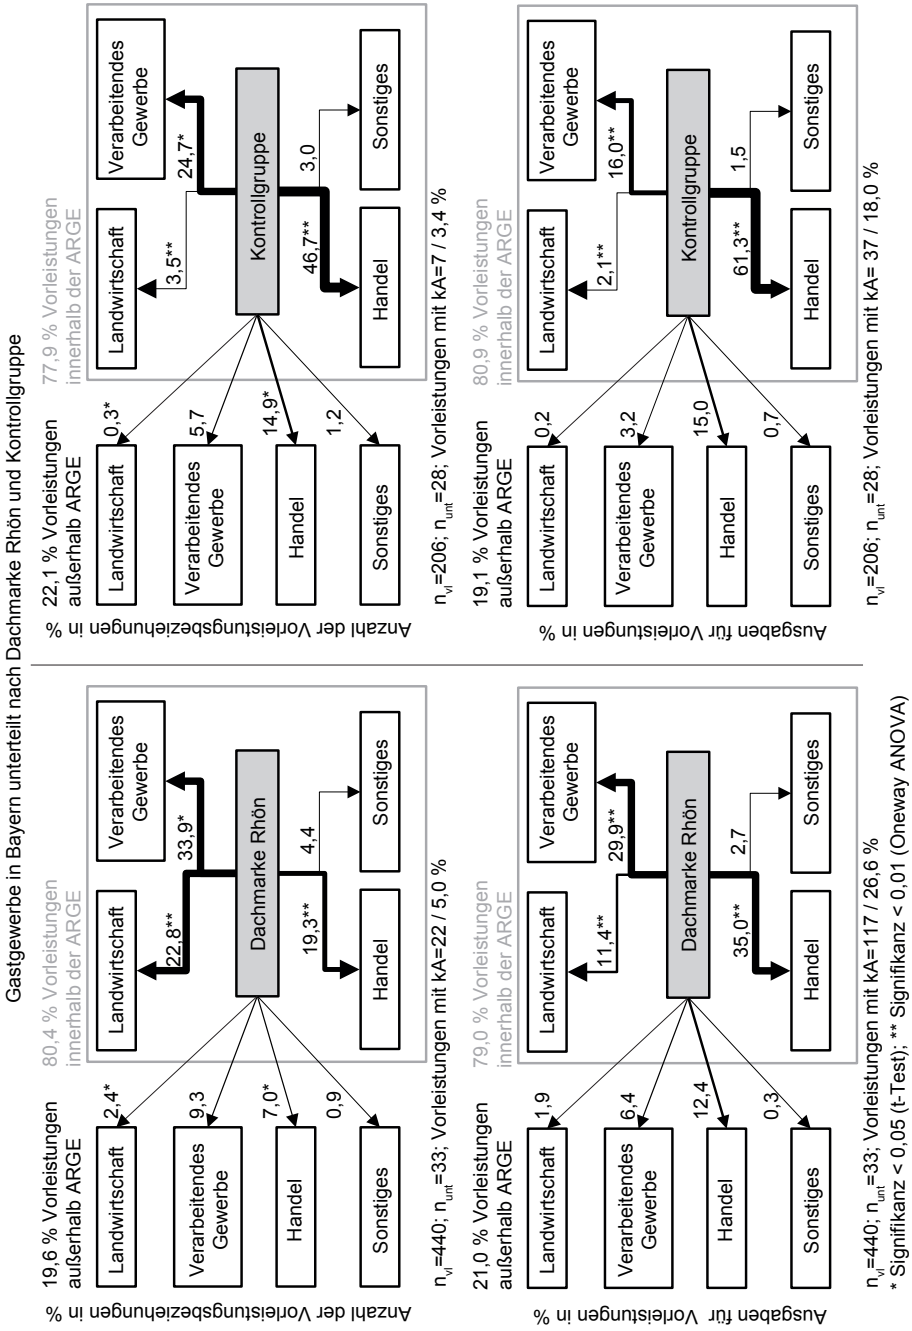 Gastgewerbe in Bayern unterteilt nach Dachmarke Rhön und Kontrollgruppe
Anzahl der Vorleistungsbeziehungen in %
19,6 % Vorleistungen
außerhalb ARGE
80,4 % Vorleistungen
innerhalb der ARGE
Landwirtschaft
2,4*
Verarbeitendes
Gewerbe
9,3
Handel
7,0*
Sonstiges
0,9
Landwirtschaft
22,8**
Verarbeitendes
Gewerbe
33,9*
Dachmarke Rhön
19,3**
4,4
Handel
Sonstiges
n_vl=440; n_unt=33; Vorleistungen mit kA=22 / 5,0 %
Anzahl der Vorleistungsbeziehungen in %
22,1 % Vorleistungen
außerhalb ARGE
77,9 % Vorleistungen
innerhalb der ARGE
Landwirtschaft
0,3*
Verarbeitendes
Gewerbe
5,7
Handel
14,9*
Sonstiges
1,2
Landwirtschaft
3,5**
Verarbeitendes
Gewerbe
24,7*
Kontrollgruppe
46,7**
3,0
Handel
Sonstiges
n_vl=206; n_unt=28; Vorleistungen mit kA=7 / 3,4 %
Ausgaben für Vorleistungen in %
21,0 % Vorleistungen
außerhalb ARGE
79,0 % Vorleistungen
innerhalb der ARGE
Landwirtschaft
1,9
Verarbeitendes
Gewerbe
6,4
Handel
12,4
Sonstiges
0,3
Landwirtschaft
11,4**
Verarbeitendes
Gewerbe
29,9**
Dachmarke Rhön
35,0**
2,7
Handel
Sonstiges
n_vl=440; n_unt=33; Vorleistungen mit kA=117 / 26,6 %
Ausgaben für Vorleistungen in %
19,1 % Vorleistungen
außerhalb ARGE
80,9 % Vorleistungen
innerhalb der ARGE
Landwirtschaft
0,2
Verarbeitendes
Gewerbe
3,2
Handel
15,0
Sonstiges
0,7
Landwirtschaft
2,1**
Verarbeitendes
Gewerbe
16,0**
Kontrollgruppe
61,3**
1,5
Handel
Sonstiges
n_vl=206; n_unt=28; Vorleistungen mit kA= 37 / 18,0 %
* Signifikanz < 0,05 (t-Test); ** Signifikanz < 0,01 (Oneway ANOVA)